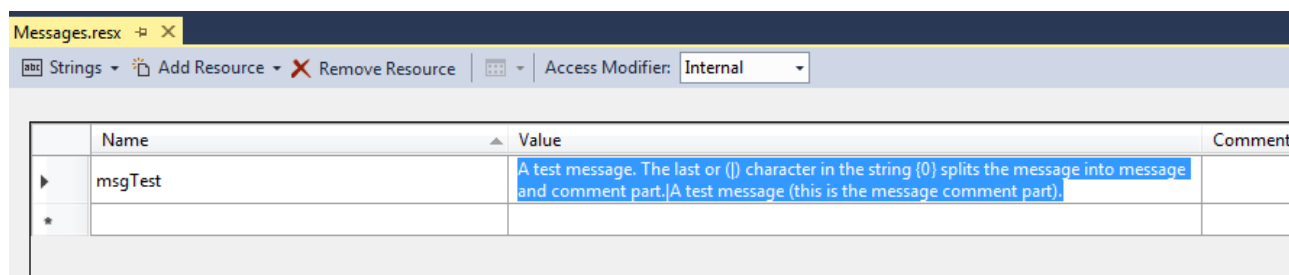 Messages.resx
abc Strings Add Resource Remove Resource Access Modifier: Internal
Name Value Comment
msgTest A test message. The last or (|) character in the string {0} splits the message into message
and comment part.|A test message (this is the message comment part).